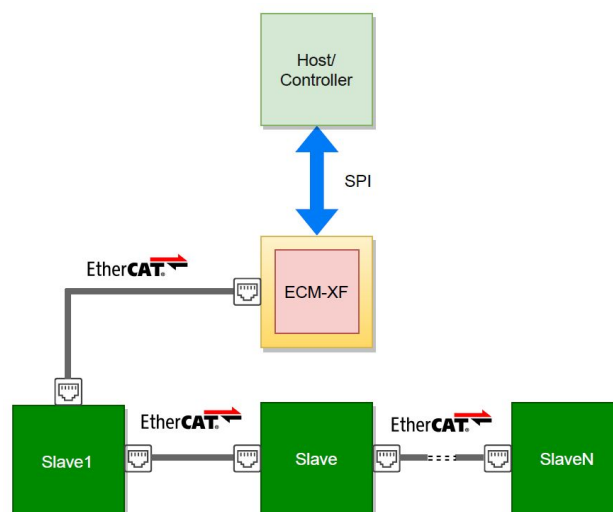 Host/
Controller
SPI
EtherCAT®
ECM-XF
EtherCAT®
EtherCAT®
Slave1
Slave
SlaveN